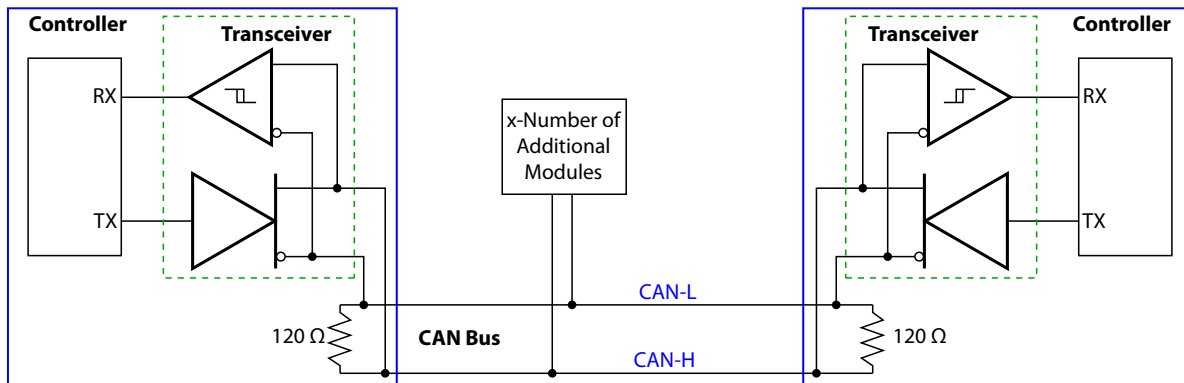 Controller
Transceiver
RX
TX
120 Ω
CAN Bus
x-Number of
Additional
Modules
CAN-L
CAN-H
Transceiver
Controller
RX
TX
120 Ω